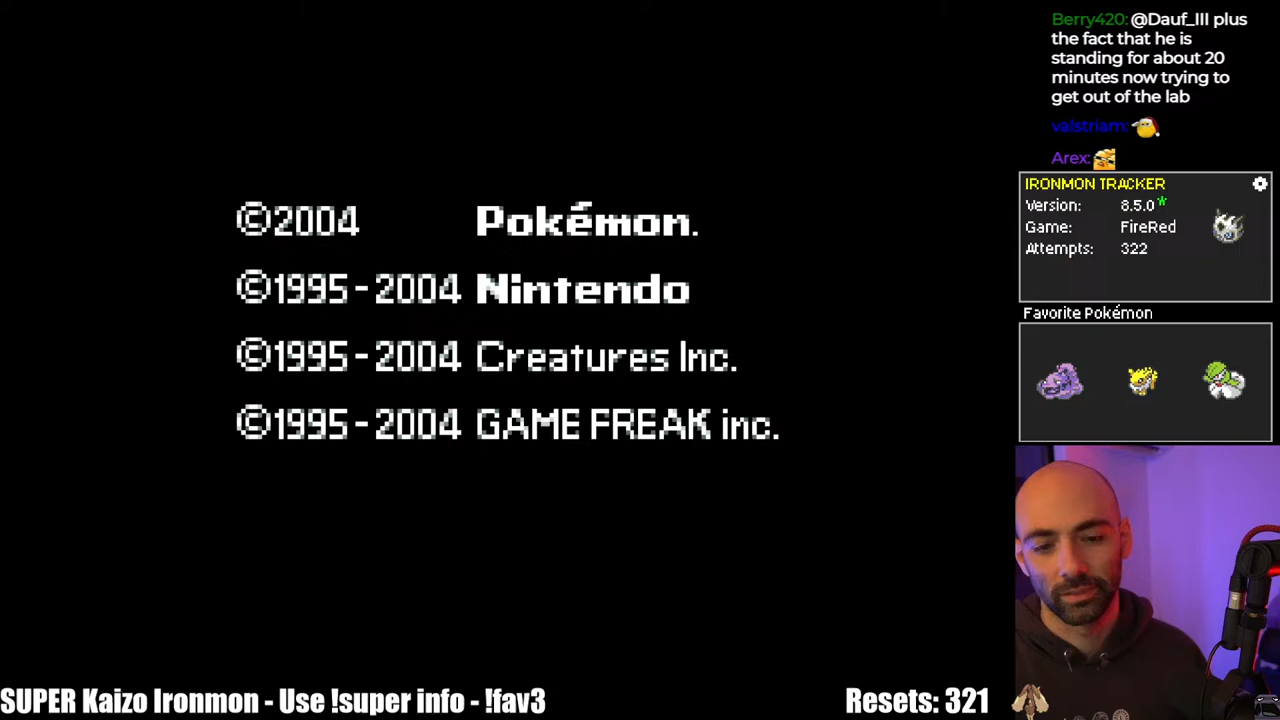 Berry420: @Dauf_III plus
the fact that he is
standing for about 20
minutes now trying to
get out of the lab
valstriam:
Arex:
IRONMON TRACKER
Version: 8.5.0*
Game: FireRed
Attempts: 322
Favorite Pokémon
©2004 Pokémon.
©1995-2004 Nintendo
©1995-2004 Creatures Inc.
©1995-2004 GAME FREAK inc.
SUPER Kaizo Ironmon - Use !super info - !fav3
Resets: 321